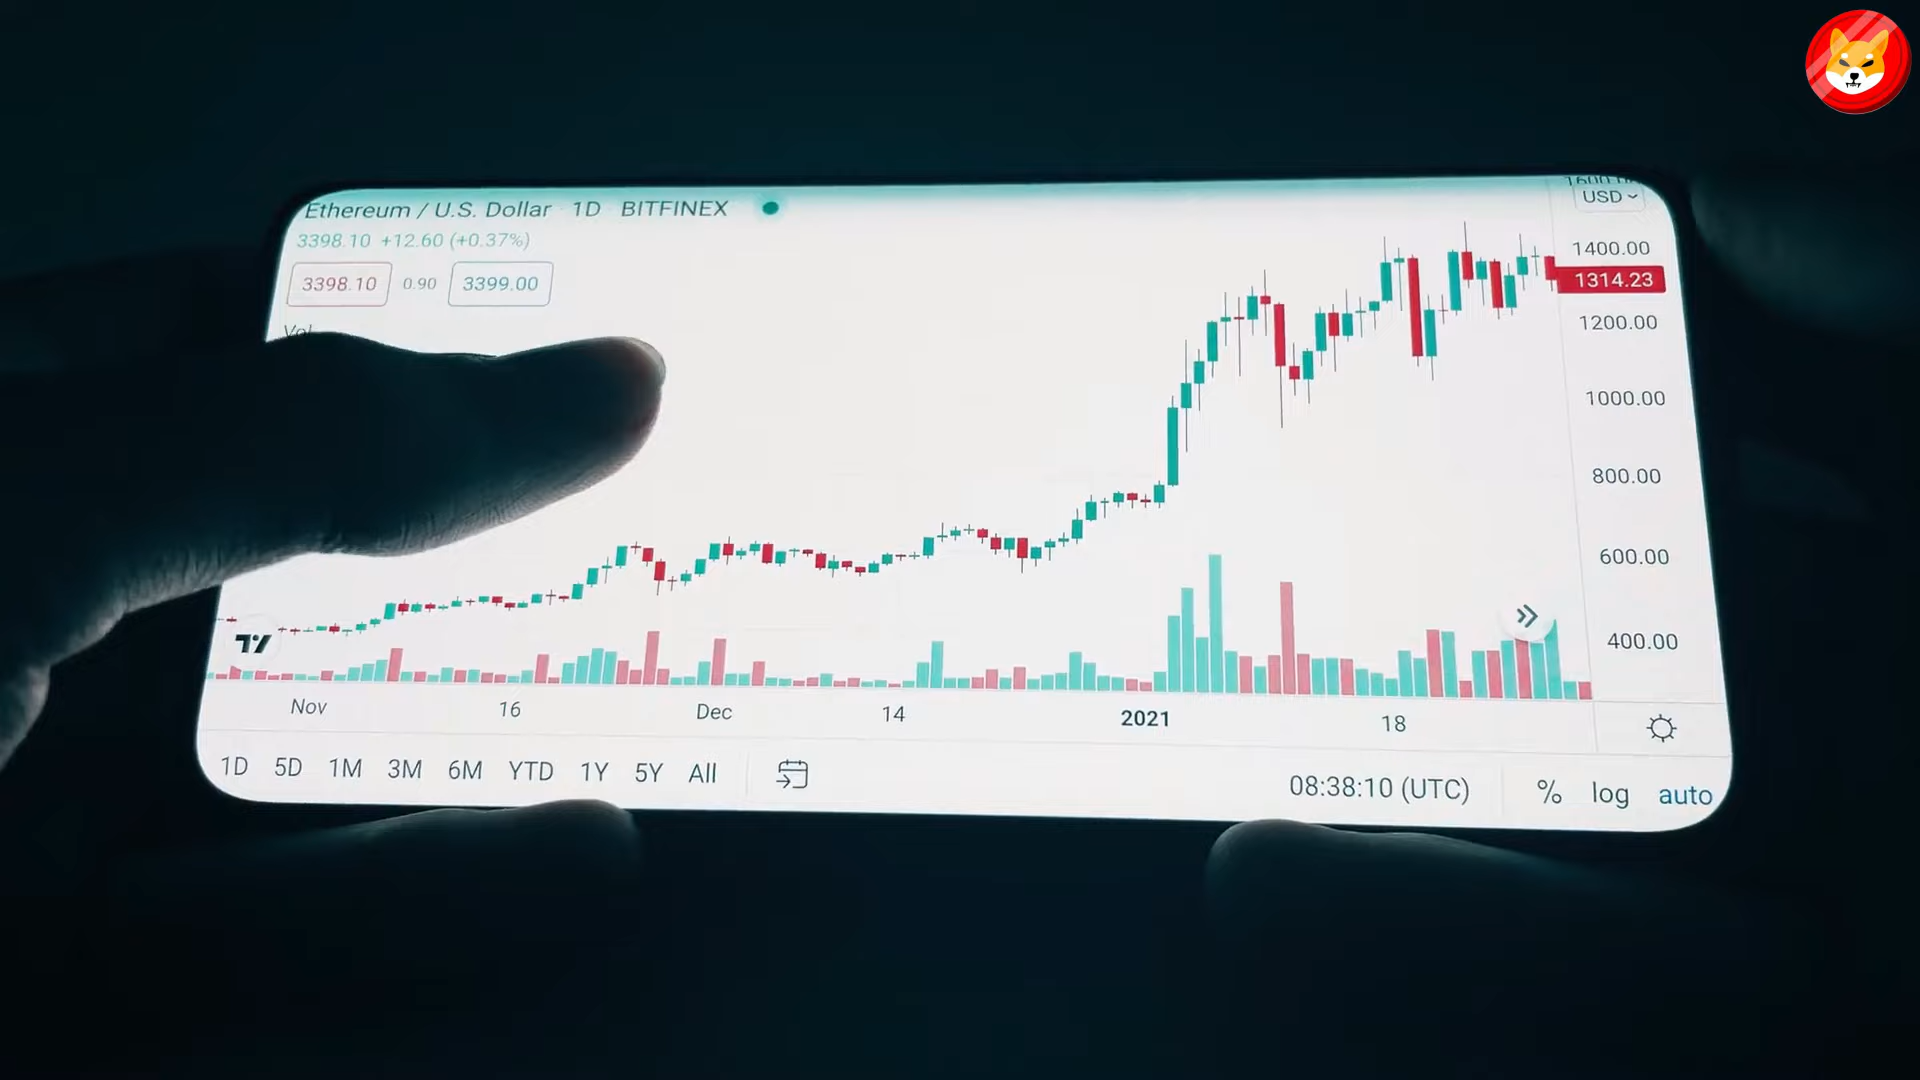 Ethereum / U.S. Dollar · 1D · BITFINEX
3398.10 +12.60 (+0.37%)
3398.10 0.90 3399.00
USD
1400.00
1314.23
1200.00
1000.00
800.00
600.00
400.00
Nov 16 Dec 14 2021 18
1D 5D 1M 3M 6M YTD 1Y 5Y All 08:38:10 (UTC) % log auto